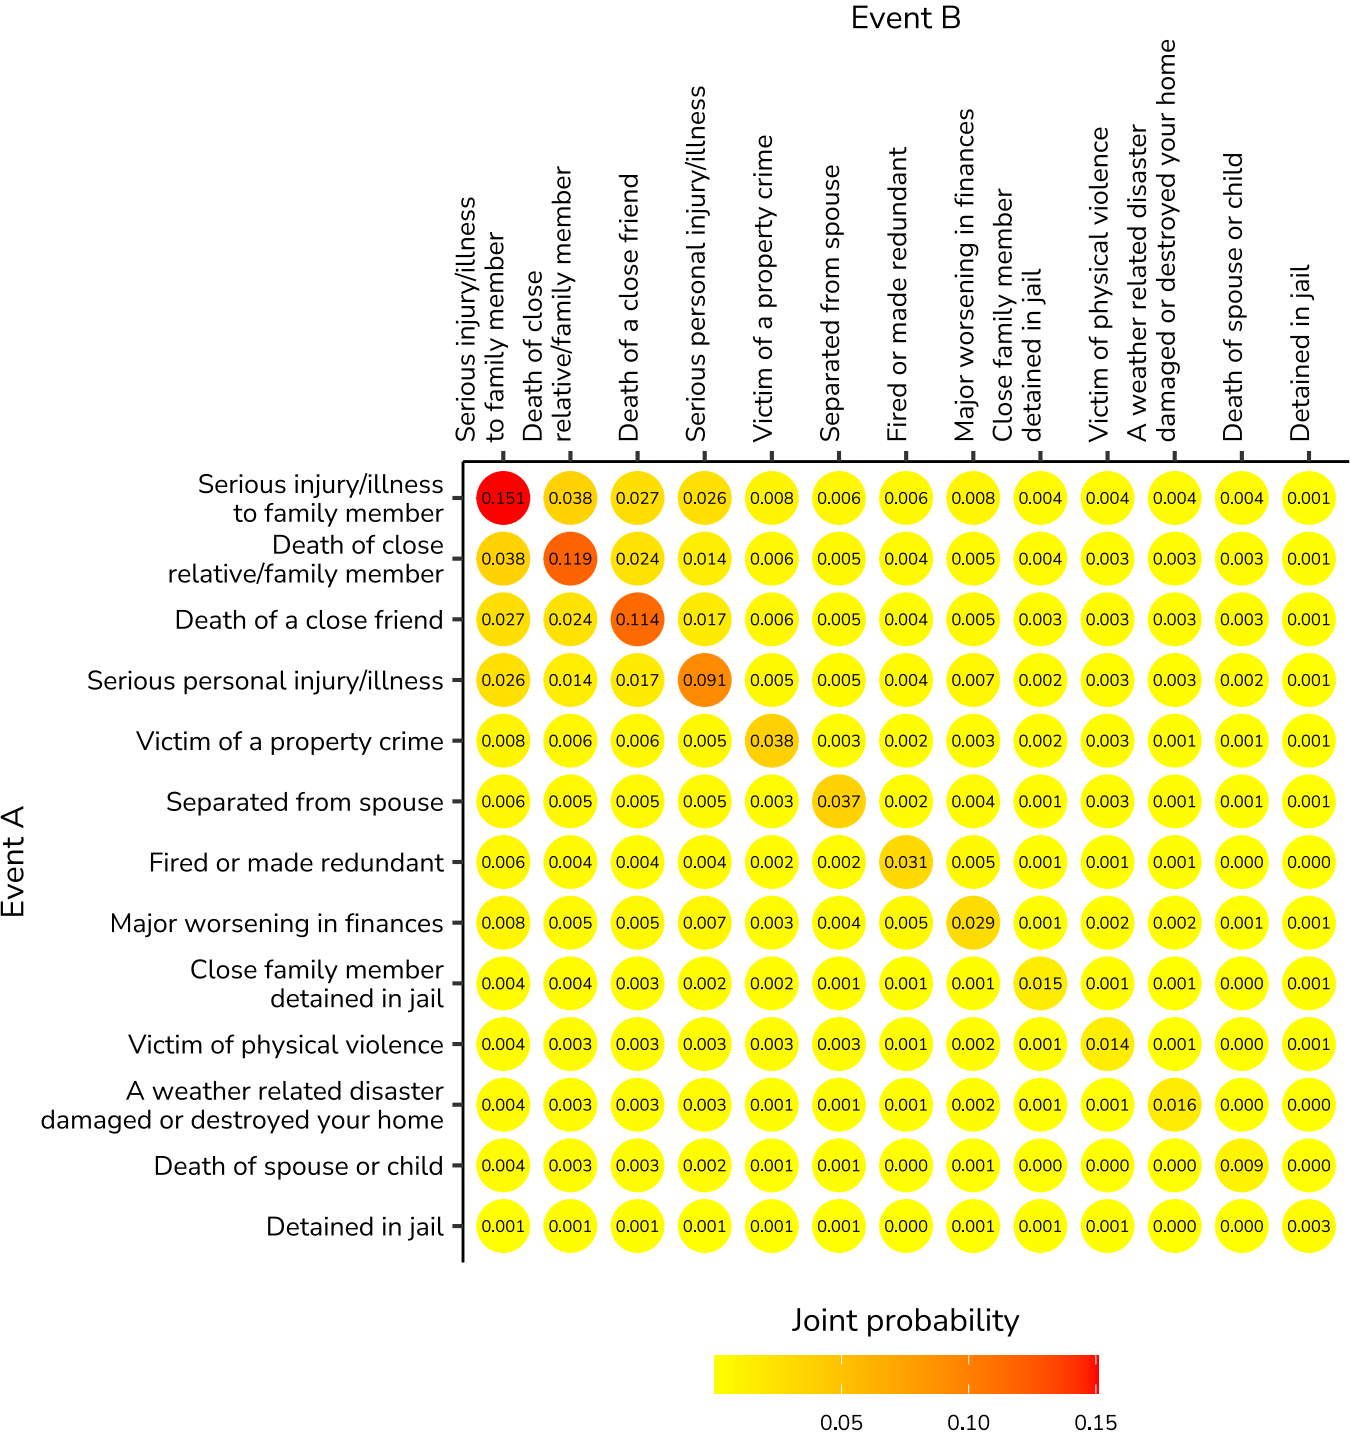 Event B
Serious injury/illness
to family member
Death of close
relative/family member
Death of a close friend
Serious personal injury/illness
Victim of a property crime
Separated from spouse
Fired or made redundant
Major worsening in finances
Close family member
detained in jail
Victim of physical violence
A weather related disaster
damaged or destroyed your home
Death of spouse or child
Detained in jail
Event A
Serious injury/illness
to family member
0.151 0.038 0.027 0.026 0.008 0.006 0.006 0.008 0.004 0.004 0.004 0.004 0.001
Death of close
relative/family member
0.038 0.119 0.024 0.014 0.006 0.005 0.004 0.005 0.004 0.003 0.003 0.003 0.001
Death of a close friend
0.027 0.024 0.114 0.017 0.006 0.005 0.004 0.005 0.003 0.003 0.003 0.003 0.001
Serious personal injury/illness
0.026 0.014 0.017 0.091 0.005 0.005 0.004 0.007 0.002 0.003 0.003 0.002 0.001
Victim of a property crime
0.008 0.006 0.006 0.005 0.038 0.003 0.002 0.003 0.002 0.003 0.001 0.001 0.001
Separated from spouse
0.006 0.005 0.005 0.005 0.003 0.037 0.002 0.004 0.001 0.003 0.001 0.001 0.001
Fired or made redundant
0.006 0.004 0.004 0.004 0.002 0.002 0.031 0.005 0.001 0.001 0.001 0.000 0.000
Major worsening in finances
0.008 0.005 0.005 0.007 0.003 0.004 0.005 0.029 0.001 0.002 0.002 0.001 0.001
Close family member
detained in jail
0.004 0.004 0.003 0.002 0.002 0.001 0.001 0.001 0.015 0.001 0.001 0.000 0.001
Victim of physical violence
0.004 0.003 0.003 0.003 0.003 0.003 0.001 0.002 0.001 0.014 0.001 0.000 0.001
A weather related disaster
damaged or destroyed your home
0.004 0.003 0.003 0.003 0.001 0.001 0.001 0.002 0.001 0.001 0.016 0.000 0.000
Death of spouse or child
0.004 0.003 0.003 0.002 0.001 0.001 0.000 0.001 0.000 0.000 0.000 0.009 0.000
Detained in jail
0.001 0.001 0.001 0.001 0.001 0.001 0.000 0.001 0.001 0.001 0.000 0.000 0.003
Joint probability
0.05 0.10 0.15